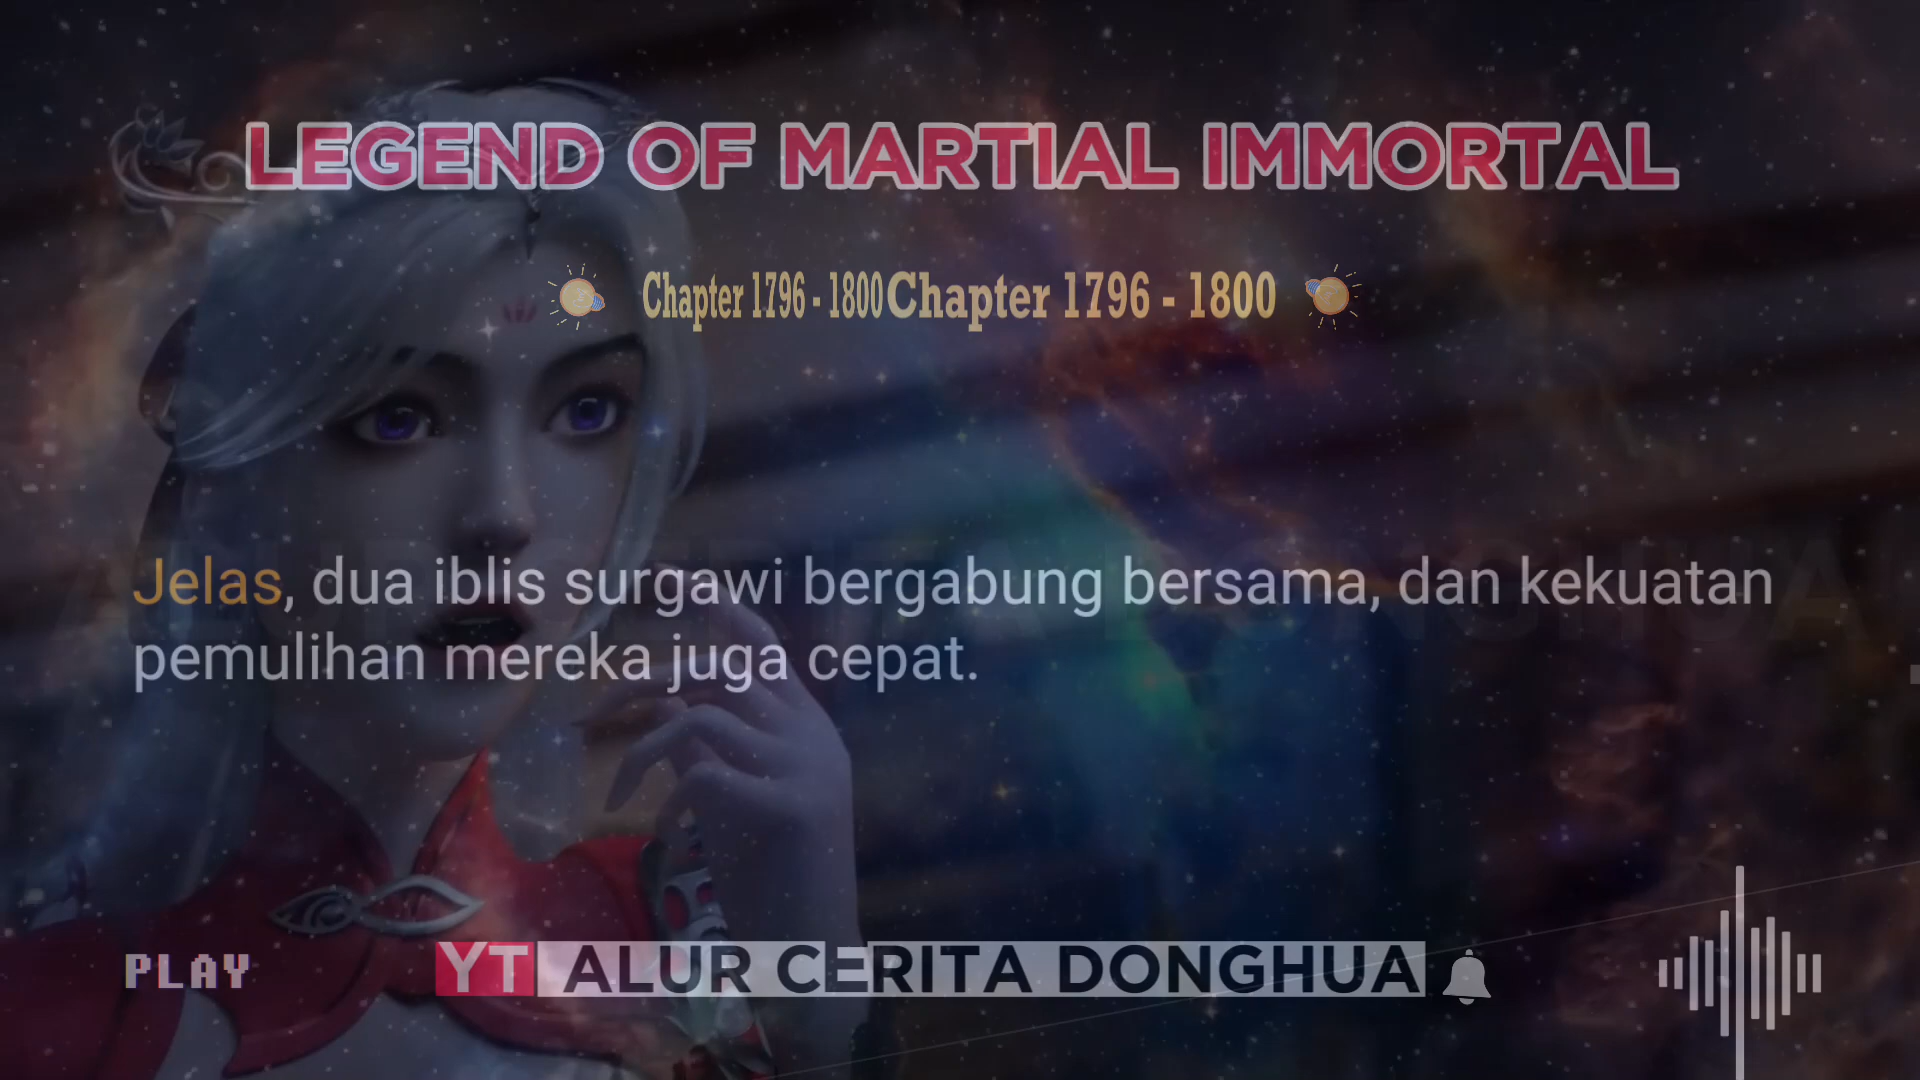 LEGEND OF MARTIAL IMMORTAL
Chapter 1796 - 1800Chapter 1796 - 1800
Jelas, dua iblis surgawi bergabung bersama, dan kekuatan
pemulihan mereka juga cepat.
PLAY
YT ALUR CERITA DONGHUA